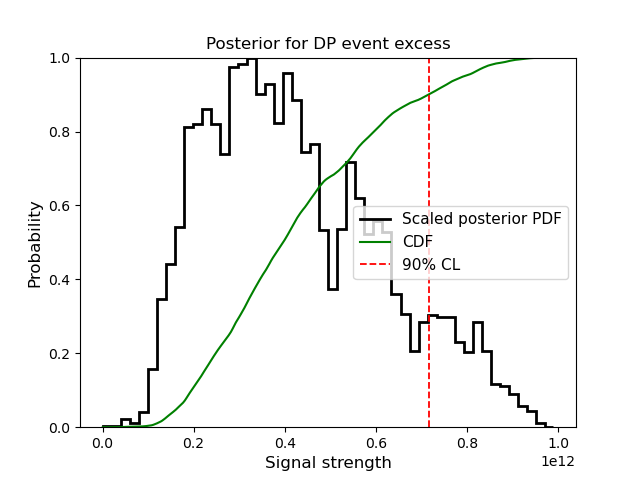 Posterior for DP event excess
Probability
1.0
0.8
0.6
0.4
0.2
0.0
Scaled posterior PDF
CDF
90% CL
0.0 0.2 0.4 0.6 0.8 1.0
1e12
Signal strength